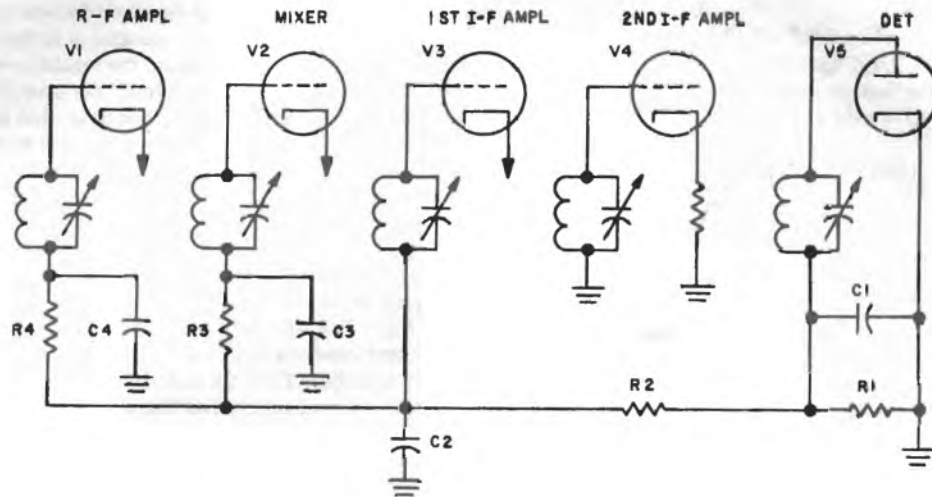 R-F AMPL MIXER 1ST I-F AMPL 2ND I-F AMPL DET
V1 V2 V3 V4 V5
C1
R4 C4 R3 C3
R2 R1
C2